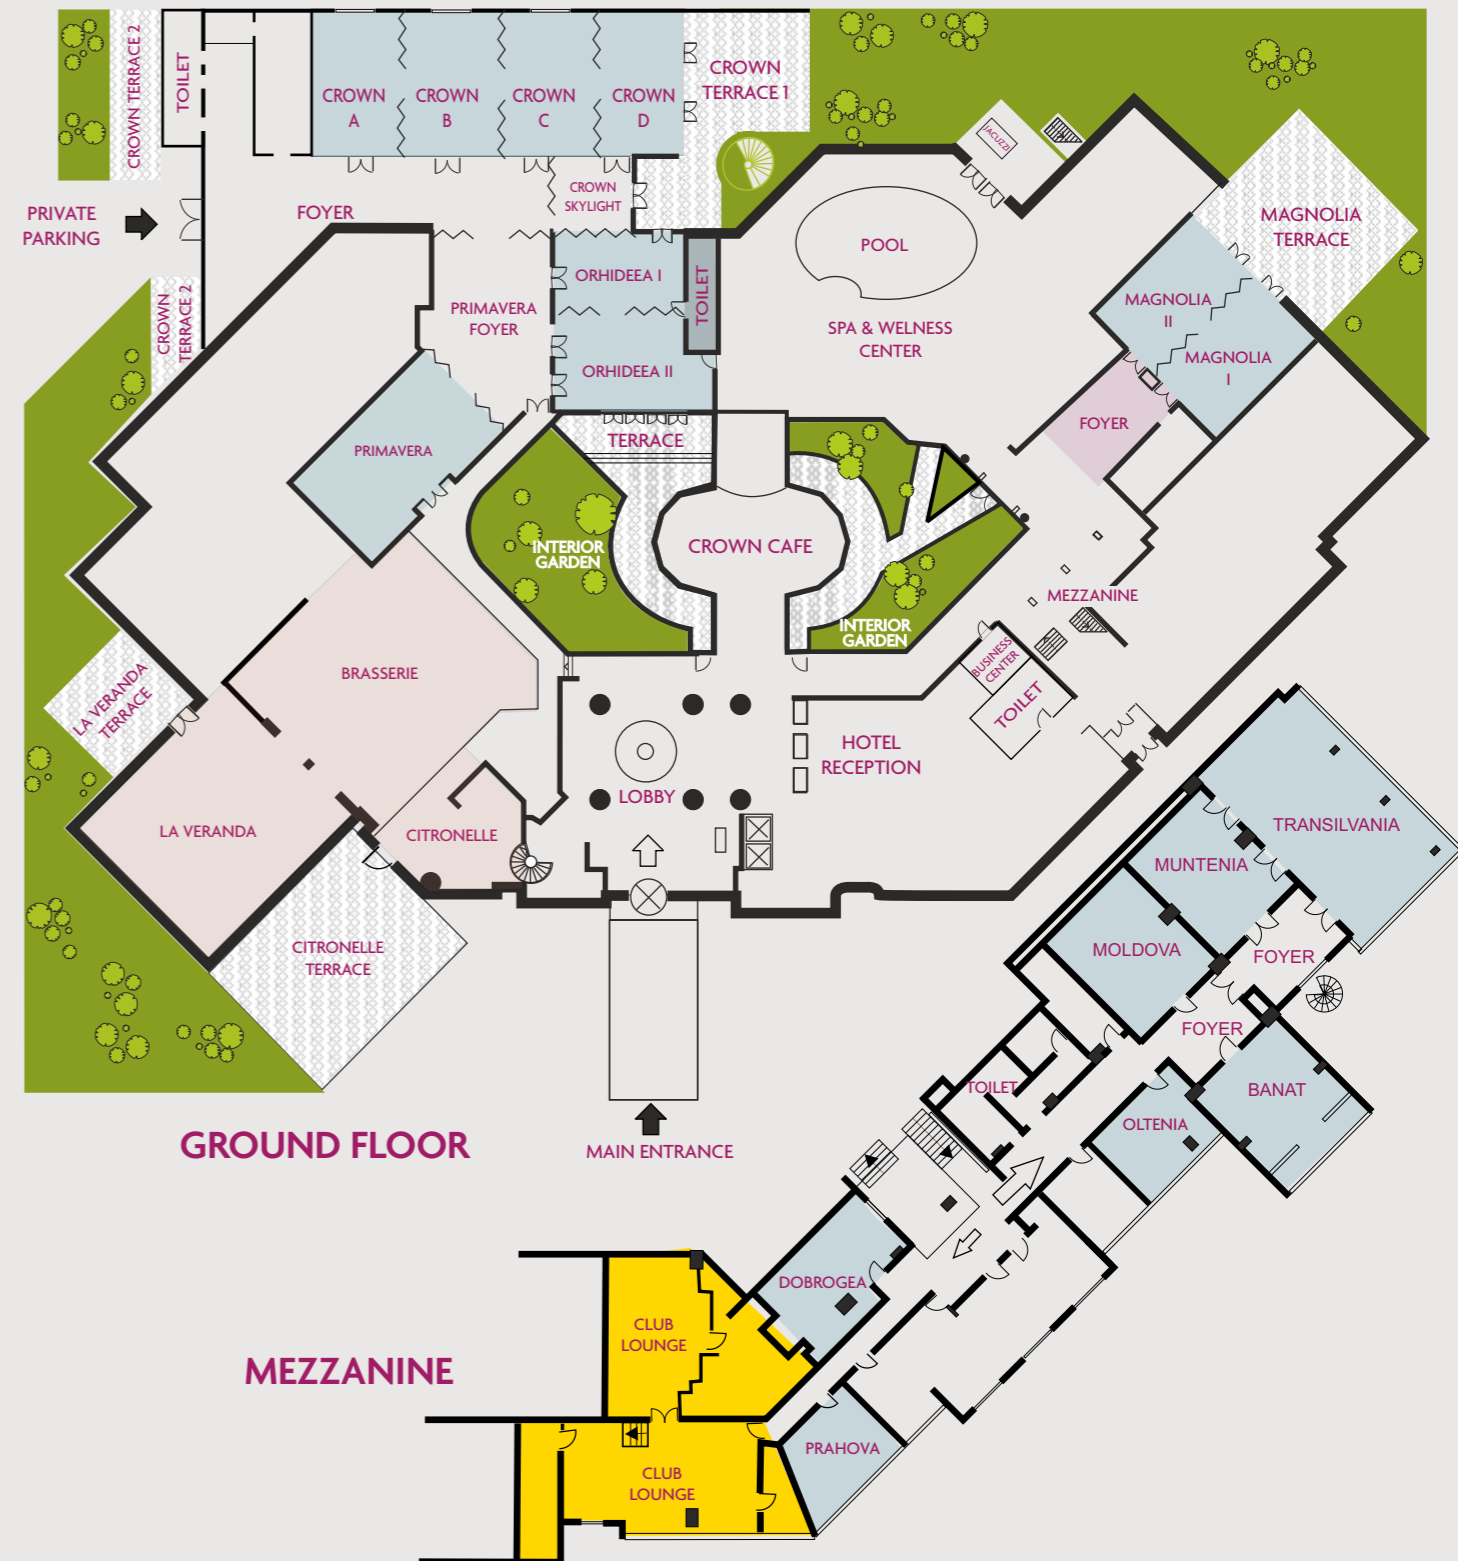 CROWN TERRACE 2
TOILET
CROWN
A
CROWN
B
CROWN
C
CROWN
D
CROWN
TERRACE 1
JACUZZI
PRIVATE
PARKING
FOYER
CROWN
SKYLIGHT
MAGNOLIA
TERRACE
POOL
ORHIDEEA I
TOILET
CROWN
TERRACE 2
PRIMAVERA
FOYER
MAGNOLIA
II
SPA & WELNESS
CENTER
MAGNOLIA
I
ORHIDEEA II
FOYER
TERRACE
PRIMAVERA
INTERIOR
GARDEN
CROWN CAFE
MEZZANINE
INTERIOR
GARDEN
BUSINESS
CENTER
TOILET
BRASSERIE
LA VERANDA
TERRACE
HOTEL
RECEPTION
LOBBY
LA VERANDA
CITRONELLE
TRANSILVANIA
MUNTENIA
MOLDOVA
CITRONELLE
TERRACE
FOYER
FOYER
TOILET
BANAT
OLTENIA
GROUND FLOOR
MAIN ENTRANCE
DOBROGEA
CLUB
LOUNGE
MEZZANINE
PRAHOVA
CLUB
LOUNGE